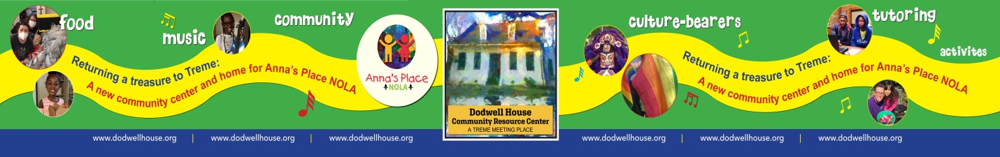 food
music
community
Returning a treasure to Treme:
A new community center and home for Anna's Place NOLA
Anna's Place
NOLA
Dodwell House
Community Resource Center
A TREME MEETING PLACE
culture-bearers
tutoring
activites
Returning a treasure to Treme:
A new community center and home for Anna's Place NOLA
www.dodwellhouse.org | www.dodwellhouse.org | www.dodwellhouse.org
www.dodwellhouse.org | www.dodwellhouse.org | www.dodwellhouse.org